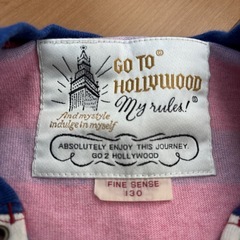 GO TO©
HOLLYWOOD
My rules!®
And my style
indulge in myself
ABSOLUTELY ENJOY THIS JOURNEY.
GO 2 HOLLYWOOD
FINE SENSE
130